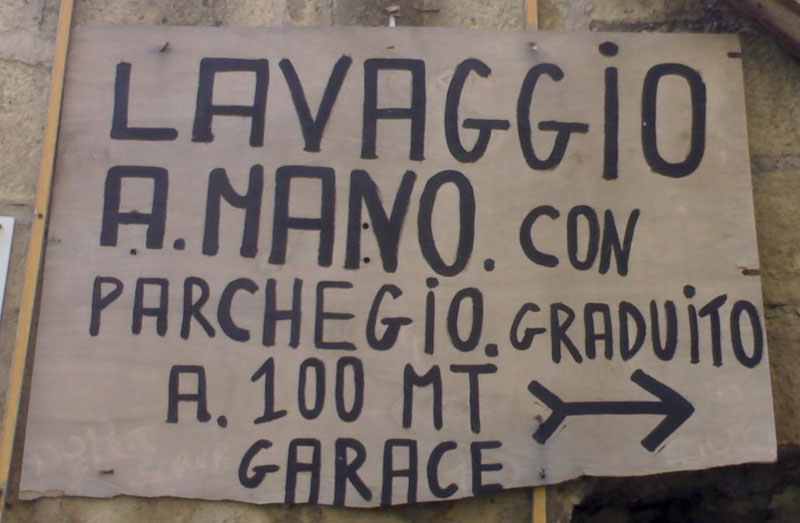 LAVAGGiO
A. MANO. CON
PARCHEGiO. GRADUiTO
A. 100 MT
GARACE